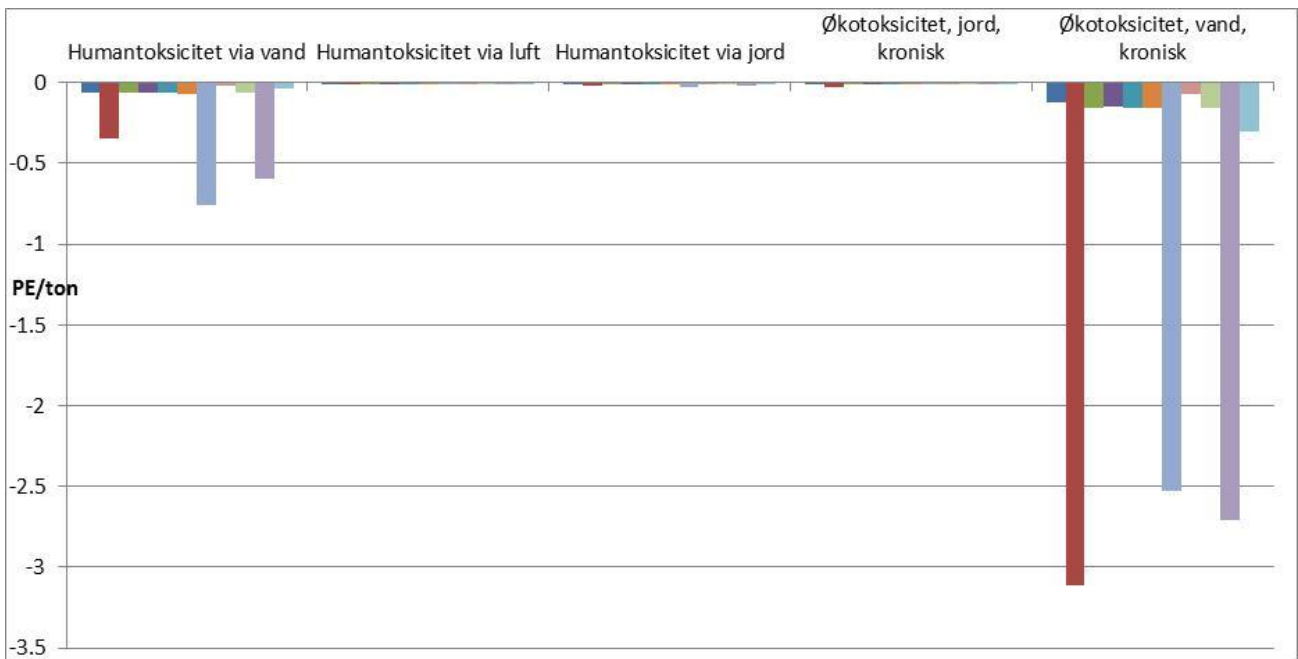 Humantoksicitet via vand
Humantoksicitet via luft
Humantoksicitet via jord
Økotoksicitet, jord,
kronisk
Økotoksicitet, vand,
kronisk
0
-0.5
-1
PE/ton
-1.5
-2
-2.5
-3
-3.5